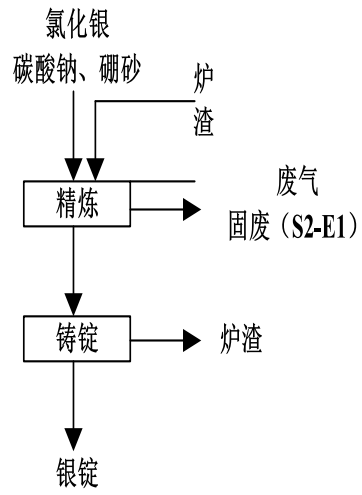 氯化银
碳酸钠、硼砂
炉
渣
精炼
废气
固废（S2-E1）
铸锭
炉渣
银锭